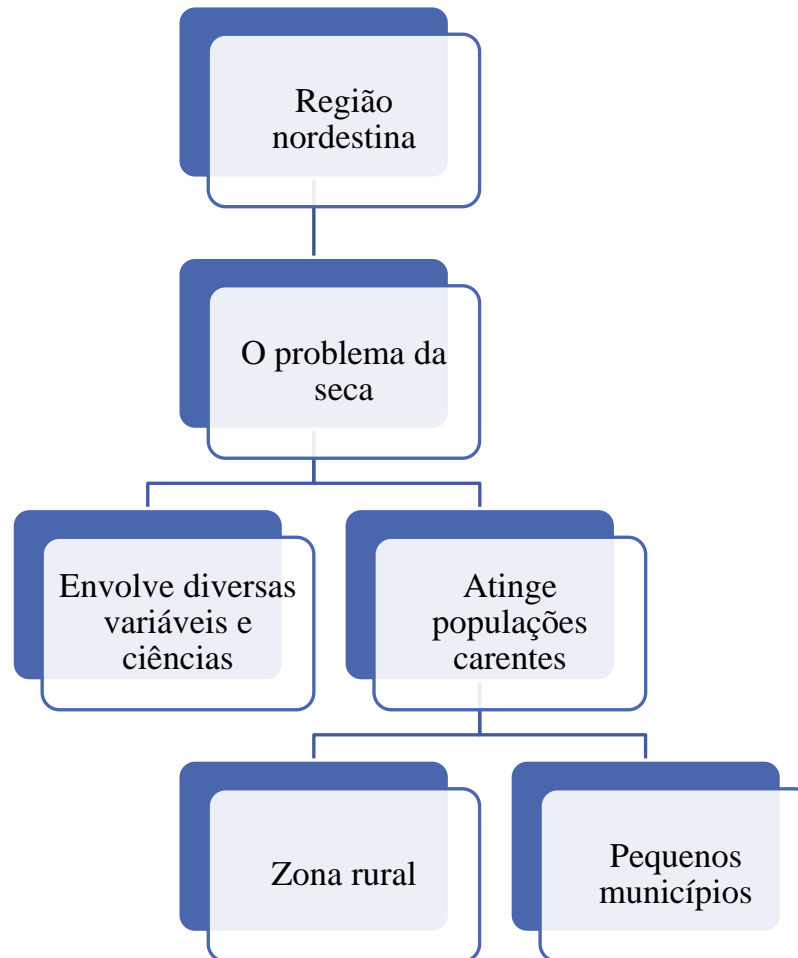 Região
nordestina
O problema da
seca
Envolve diversas
variáveis e
ciências
Atinge
populações
carentes
Zona rural
Pequenos
municípios